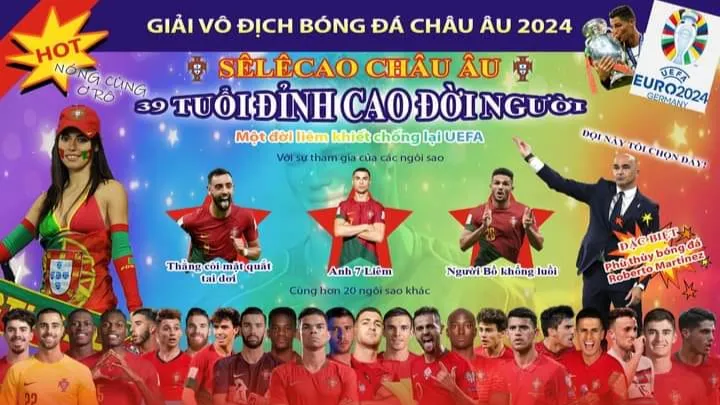 GIẢI VÔ ĐỊCH BÓNG ĐÁ CHÂU ÂU 2024
HOT
NÓNG CÙNG
Ơ RÔ
SÊLÊCAO CHÂU ÂU
UEFA
EURO2024
GERMANY
39 TUỔI ĐỈNH CAO ĐỜI NGƯỜI
Một đời liêm khiết chống lại UEFA
Với sự tham gia của các ngôi sao
ĐỘI NÀY TÔI CHỌN ĐẤY!
Thằng còi mặt quắt
tai dơi
Anh 7 Liêm
Người Bồ không luồi
ĐẶC BIỆT
Phù thủy bóng đá
Roberto Martinez
Cùng hơn 20 ngôi sao khác